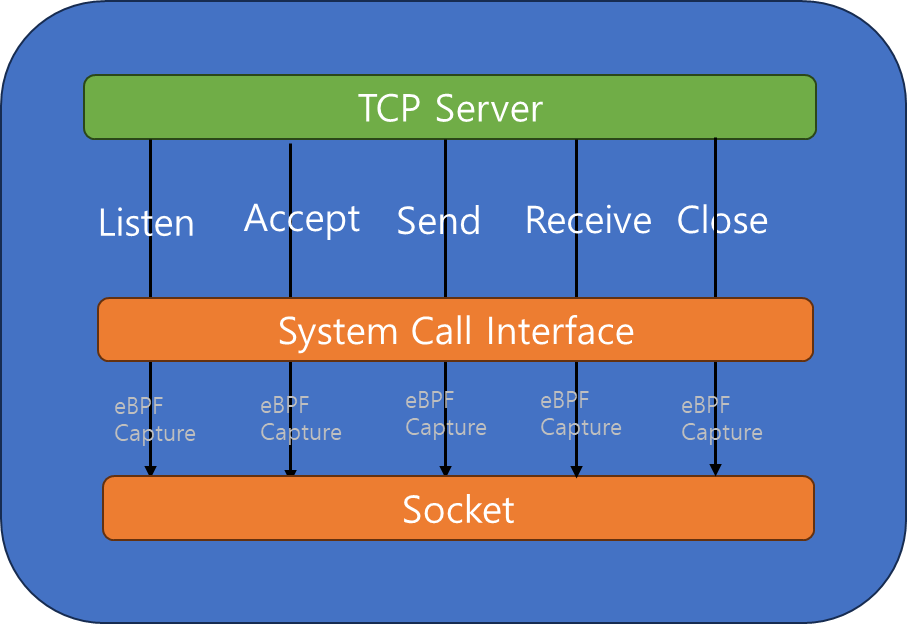 TCP Server
Listen
Accept
Send
Receive
Close
System Call Interface
eBPF
Capture
eBPF
Capture
eBPF
Capture
eBPF
Capture
eBPF
Capture
Socket